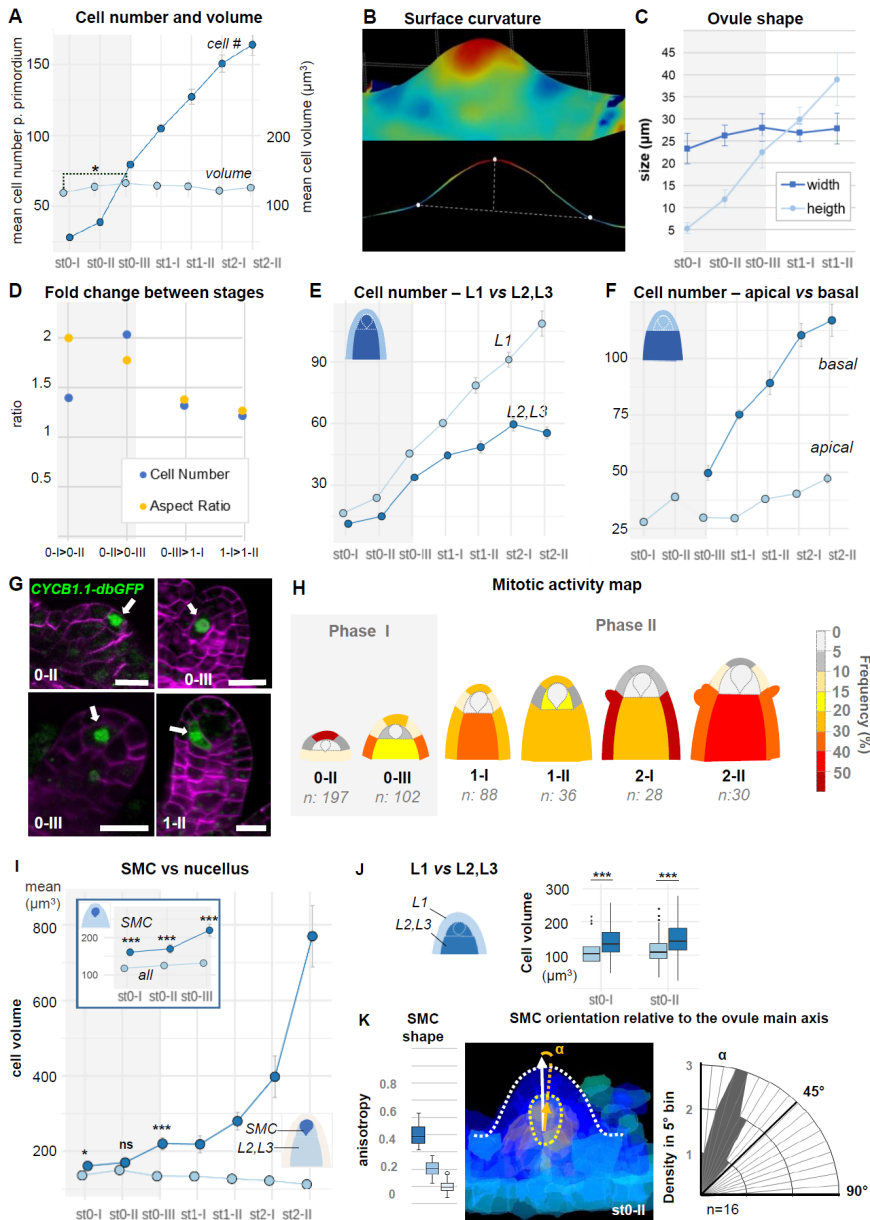 A
Cell number and volume
cell #
mean cell number p. primordium
150
100
50
*
volume
200
100
mean cell volume (µm³)
st0-I
st0-II
st0-III
st1-I
st1-II
st2-I
st2-II
B
Surface curvature
C
Ovule shape
size (µm)
45
40
35
30
25
20
15
10
5
width
heigth
st0-I
st0-II
st0-III
st1-I
st1-II
D
Fold change between stages
ratio
2
1.5
1
0.5
Cell Number
Aspect Ratio
0-I>0-II
0-II>0-III
0-III>1-I
1-I>1-II
E
Cell number – L1 vs L2,L3
90
60
30
L1
L2,L3
st0-I
st0-II
st0-III
st1-I
st1-II
st2-I
st2-II
F
Cell number – apical vs basal
100
75
50
25
basal
apical
st0-I
st0-II
st0-III
st1-I
st1-II
st2-I
st2-II
G
CYCB1.1-dbGFP
0-II
0-III
0-III
1-II
H
Mitotic activity map
Phase I
Phase II
0-II
0-III
1-I
1-II
2-I
2-II
n: 197
n: 102
n: 88
n: 36
n: 28
n:30
0
5
10
15
20
30
40
50
Frequency (%)
I
SMC vs nucellus
mean
(µm³)
800
600
400
200
cell volume
SMC
200
100
***
***
***
all
st0-I
st0-II
st0-III
*
ns
***
SMC
L2,L3
st0-I
st0-II
st0-III
st1-I
st1-II
st2-I
st2-II
J
L1 vs L2,L3
L1
L2,L3
Cell volume
(µm³)
300
200
100
***
***
st0-I
st0-II
K
SMC
shape
anisotropy
0.8
0.6
0.4
0.2
0
SMC orientation relative to the ovule main axis
α
st0-II
Density in 5° bin
3
2
1
α
45°
90°
n=16